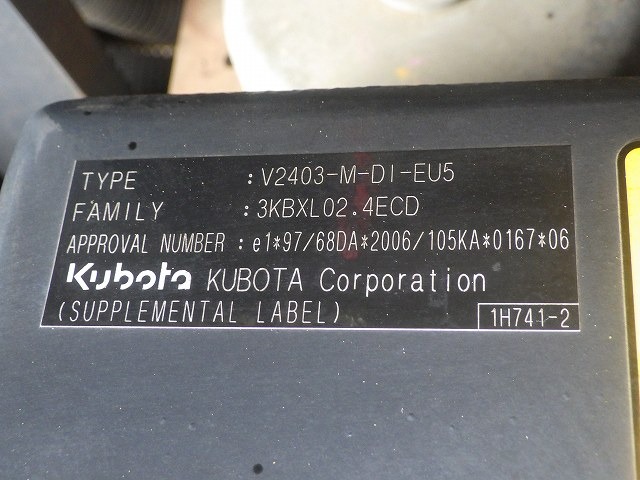 TYPE : V2403-M-DI-EU5
FAMILY : 3KBXL02.4ECD
APPROVAL NUMBER : e1*97/68DA*2006/105KA*0167*06
Kubota KUBOTA Corporation
(SUPPLEMENTAL LABEL) 1H741-2